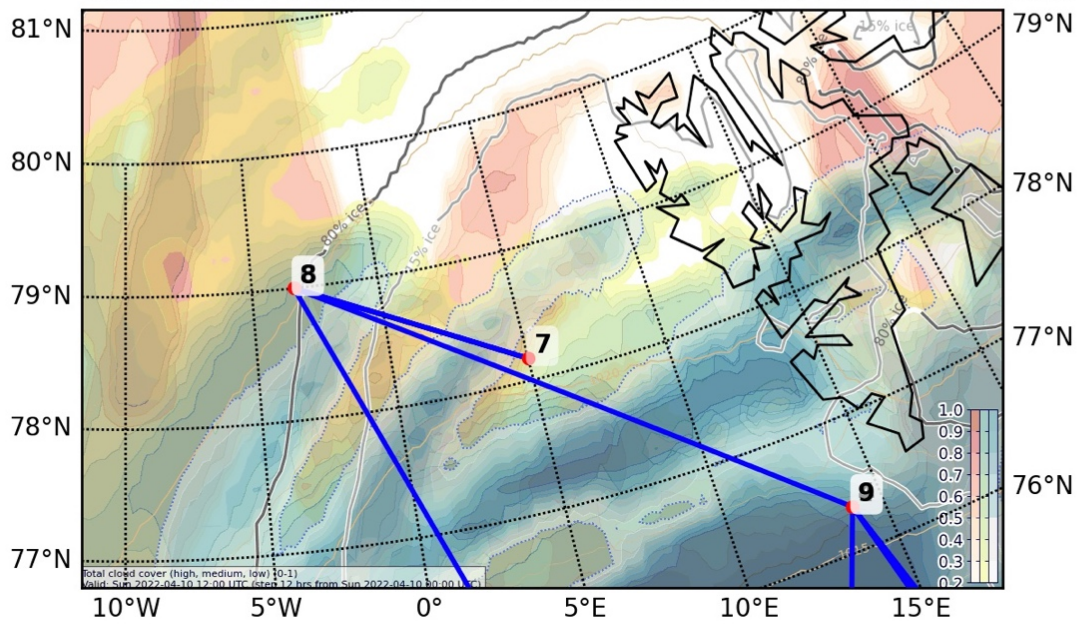 81°N
79°N
15% ice
80% ice
80°N
78°N
80% ice
15% ice
79°N
8
7
77°N
80% ice
78°N
1.0
0.9
0.8
0.7
0.6
0.5
0.4
0.3
0.2
9
76°N
77°N
Total cloud cover (high, medium, low) (0-1)
Valid: Sun 2022-04-10 12:00 UTC (step 12 hrs from Sun 2022-04-10 00:00 UTC)
10°W
5°W
0°
5°E
10°E
15°E